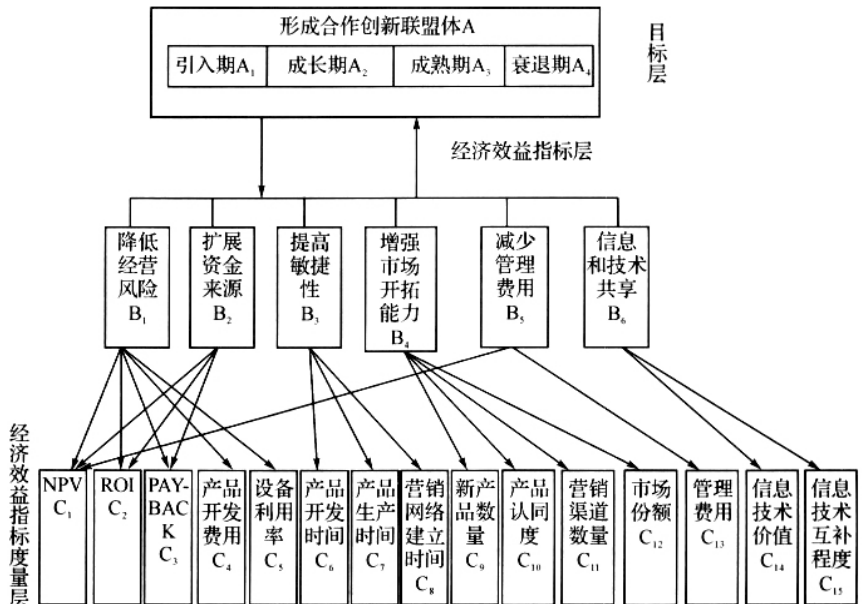 形成合作创新联盟体A
引入期A₁
成长期A₂
成熟期A₃
衰退期A₄
目标层
经济效益指标层
降低
经营
风险
B₁
扩展
资金
来源
B₂
提高
敏捷
性
B₃
增强
市场
开拓
能力
B₄
减少
管理
费用
B₅
信息
和技术
共享
B₆
经济效益指标度量层
NPV
C₁
ROI
C₂
PAY-
BAC
K
C₃
产品
开发
费用
C₄
设备
利用
率
C₅
产品
开发
时间
C₆
产品
生产
时间
C₇
营销
网络
建立
时间
C₈
新产
品数
量
C₉
产品
认同
度
C₁₀
营销
渠道
数量
C₁₁
市场
份额
C₁₂
管理
费用
C₁₃
信息
技术
价值
C₁₄
信息
技术
互补
程度
C₁₅